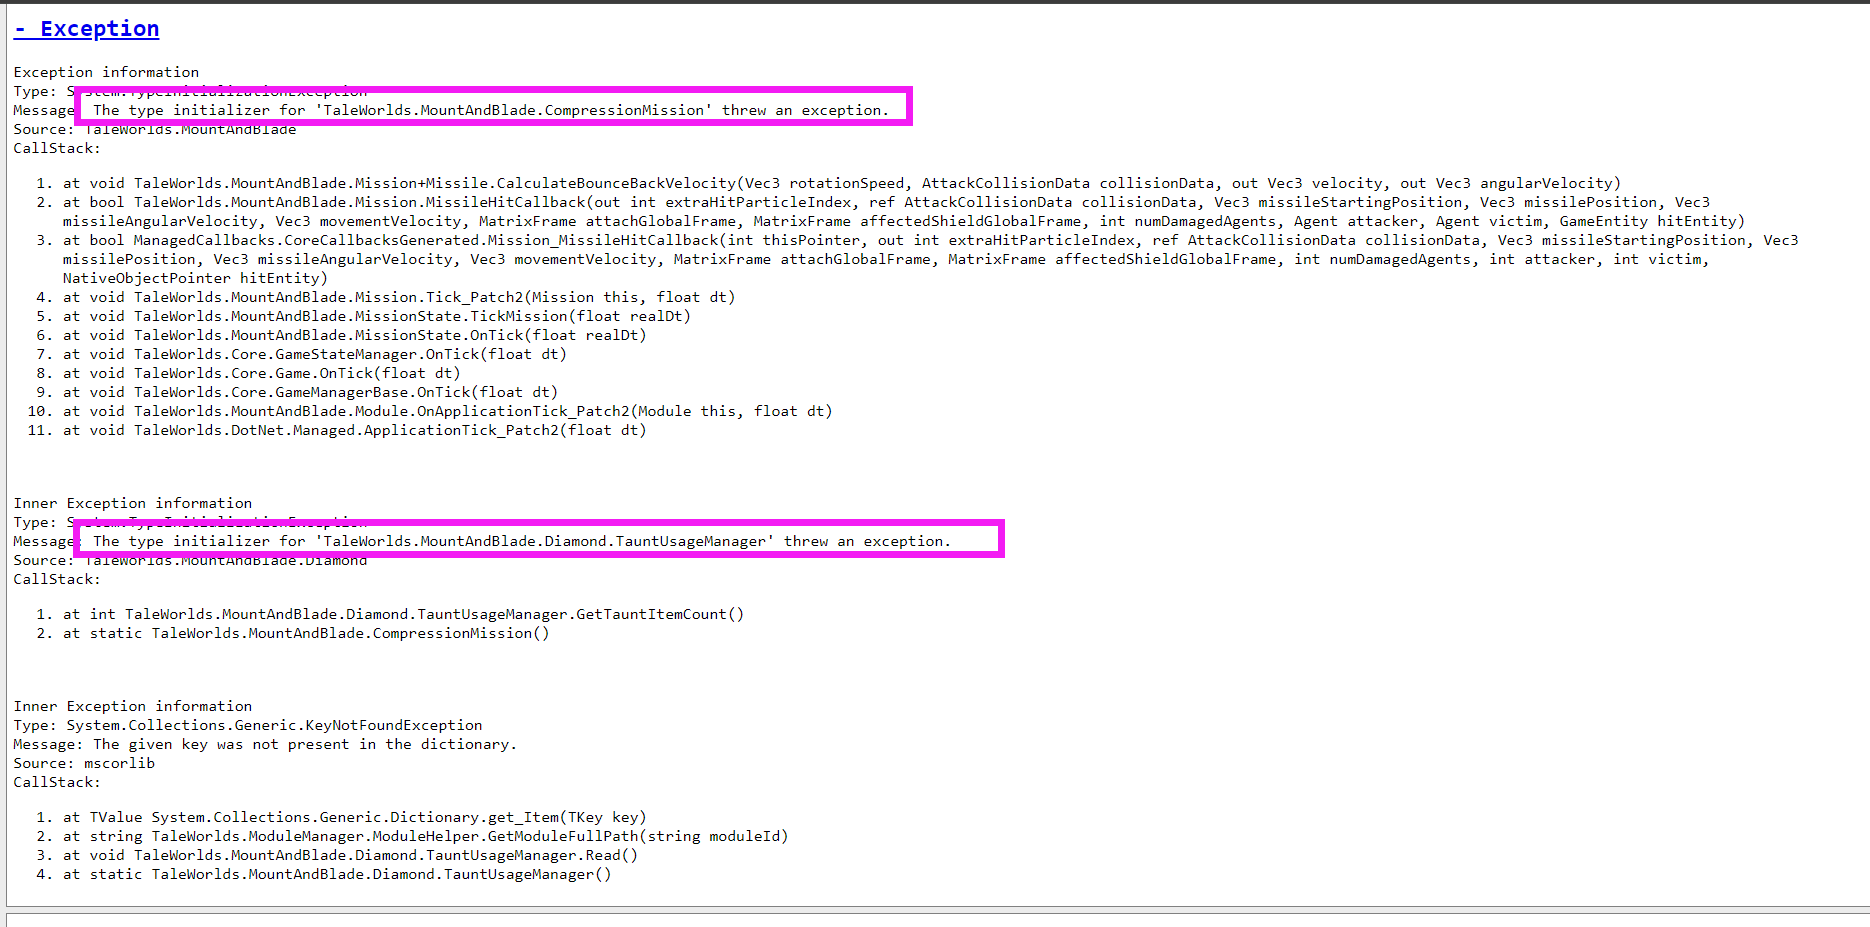 - Exception
Exception information
Type: System.TypeInitializationException
Message: The type initializer for 'TaleWorlds.MountAndBlade.CompressionMission' threw an exception.
Source: TaleWorlds.MountAndBlade
CallStack:
1. at void TaleWorlds.MountAndBlade.Mission+Missile.CalculateBounceBackVelocity(Vec3 rotationSpeed, AttackCollisionData collisionData, out Vec3 velocity, out Vec3 angularVelocity)
2. at bool TaleWorlds.MountAndBlade.Mission.MissileHitCallback(out int extraHitParticleIndex, ref AttackCollisionData collisionData, Vec3 missileStartingPosition, Vec3 missilePosition, Vec3
missileAngularVelocity, Vec3 movementVelocity, MatrixFrame attachGlobalFrame, MatrixFrame affectedShieldGlobalFrame, int numDamagedAgents, Agent attacker, Agent victim, GameEntity hitEntity)
3. at bool ManagedCallbacks.CoreCallbacksGenerated.Mission_MissileHitCallback(int thisPointer, out int extraHitParticleIndex, ref AttackCollisionData collisionData, Vec3 missileStartingPosition, Vec3
missilePosition, Vec3 missileAngularVelocity, Vec3 movementVelocity, MatrixFrame attachGlobalFrame, MatrixFrame affectedShieldGlobalFrame, int numDamagedAgents, int attacker, int victim,
NativeObjectPointer hitEntity)
4. at void TaleWorlds.MountAndBlade.Mission.Tick_Patch2(Mission this, float dt)
5. at void TaleWorlds.MountAndBlade.MissionState.TickMission(float realDt)
6. at void TaleWorlds.MountAndBlade.MissionState.OnTick(float realDt)
7. at void TaleWorlds.Core.GameStateManager.OnTick(float dt)
8. at void TaleWorlds.Core.Game.OnTick(float dt)
9. at void TaleWorlds.Core.GameManagerBase.OnTick(float dt)
10. at void TaleWorlds.MountAndBlade.Module.OnApplicationTick_Patch2(Module this, float dt)
11. at void TaleWorlds.DotNet.Managed.ApplicationTick_Patch2(float dt)
Inner Exception information
Type: System.TypeInitializationException
Message: The type initializer for 'TaleWorlds.MountAndBlade.Diamond.TauntUsageManager' threw an exception.
Source: TaleWorlds.MountAndBlade.Diamond
CallStack:
1. at int TaleWorlds.MountAndBlade.Diamond.TauntUsageManager.GetTauntItemCount()
2. at static TaleWorlds.MountAndBlade.CompressionMission()
Inner Exception information
Type: System.Collections.Generic.KeyNotFoundException
Message: The given key was not present in the dictionary.
Source: mscorlib
CallStack:
1. at TValue System.Collections.Generic.Dictionary.get_Item(TKey key)
2. at string TaleWorlds.ModuleManager.ModuleHelper.GetModuleFullPath(string moduleId)
3. at void TaleWorlds.MountAndBlade.Diamond.TauntUsageManager.Read()
4. at static TaleWorlds.MountAndBlade.Diamond.TauntUsageManager()